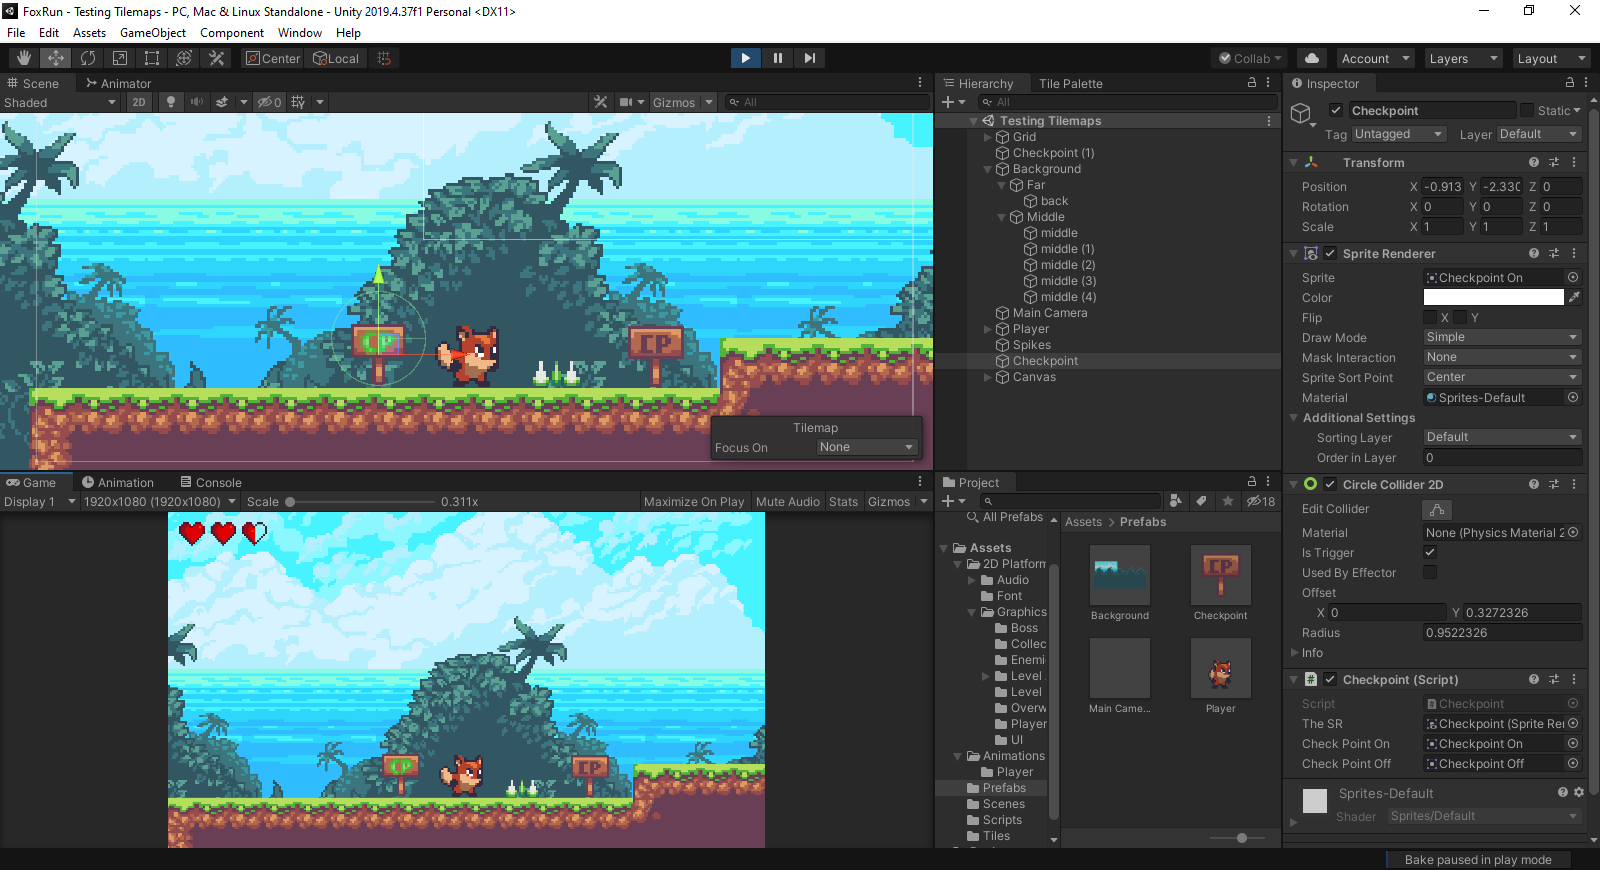 FoxRun - Testing Tilemaps - PC, Mac & Linux Standalone - Unity 2019.4.37f1 Personal <DX11>
File Edit Assets GameObject Component Window Help
Center Local Collab Account Layers Layout
Scene Animator
Shaded 2D 0 Gizmos All
CP CP
Tilemap
Focus On None
Game Animation Console
Display 1 1920x1080 (1920x1080) Scale 0.311x Maximize On Play Mute Audio Stats Gizmos
CP CP
Hierarchy Tile Palette
All
Testing Tilemaps
Grid
Checkpoint (1)
Background
Far
back
Middle
middle
middle (1)
middle (2)
middle (3)
middle (4)
Main Camera
Player
Spikes
Checkpoint
Canvas
Project
18
All Prefabs
Assets
2D Platform
Audio
Font
Graphics
Boss
Collec
Enemi
Level
Level
Overw
Player
UI
Animations
Player
Prefabs
Scenes
Scripts
Tiles
Assets > Prefabs
CP
Background Checkpoint
Main Came... Player
Inspector
Checkpoint Static
Tag Untagged Layer Default
Transform
Position X -0.913 Y -2.330 Z 0
Rotation X 0 Y 0 Z 0
Scale X 1 Y 1 Z 1
Sprite Renderer
Sprite Checkpoint On
Color
Flip X Y
Draw Mode Simple
Mask Interaction None
Sprite Sort Point Center
Material Sprites-Default
Additional Settings
Sorting Layer Default
Order in Layer 0
Circle Collider 2D
Edit Collider
Material None (Physics Material 2
Is Trigger
Used By Effector
Offset
X 0 Y 0.3272326
Radius 0.9522326
Info
Checkpoint (Script)
Script Checkpoint
The SR Checkpoint (Sprite Rei
Check Point On Checkpoint On
Check Point Off Checkpoint Off
Sprites-Default
Shader Sprites/Default
Bake paused in play mode